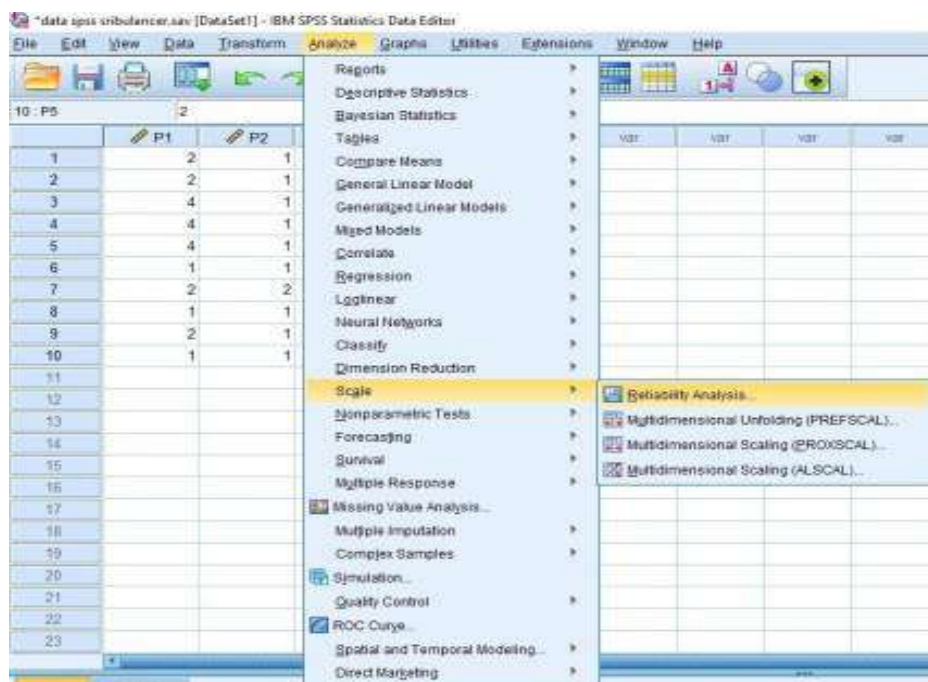 *data spss sribulancer.sav [DataSet1] - IBM SPSS Statistics Data Editor
File Edit View Data Transform Analyze Graphs Utilities Extensions Window Help
10 : P5 2
P1 P2 var var var var
1 2 1
2 2 1
3 4 1
4 4 1
5 4 1
6 1 1
7 2 2
8 1 1
9 2 1
10 1 1
11
12
13
14
15
16
17
18
19
20
21
22
23
Reports
Descriptive Statistics
Bayesian Statistics
Tables
Compare Means
General Linear Model
Generalized Linear Models
Mixed Models
Correlate
Regression
Loglinear
Neural Networks
Classify
Dimension Reduction
Scale
Nonparametric Tests
Forecasting
Survival
Multiple Response
Missing Value Analysis...
Multiple Imputation
Complex Samples
Simulation...
Quality Control
ROC Curve...
Spatial and Temporal Modeling...
Direct Marketing
Reliability Analysis...
Multidimensional Unfolding (PREFSCAL)...
Multidimensional Scaling (PROXSCAL)...
Multidimensional Scaling (ALSCAL)...